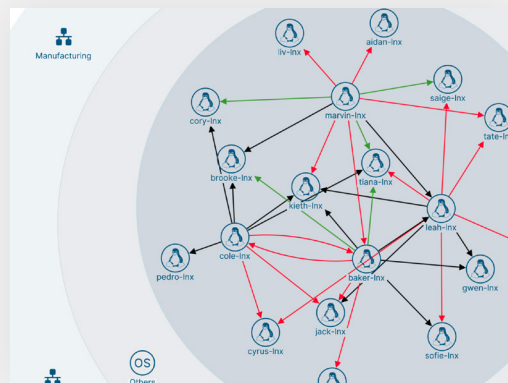 Manufacturing
liv-lnx
aidan-lnx
saige-lnx
marvin-lnx
cory-lnx
tate-ln
brooke-lnx
tiana-lnx
kieth-lnx
leah-lnx
cole-lnx
pedro-lnx
baker-lnx
gwen-lnx
cyrus-lnx
jack-lnx
sofie-lnx
OS
Others